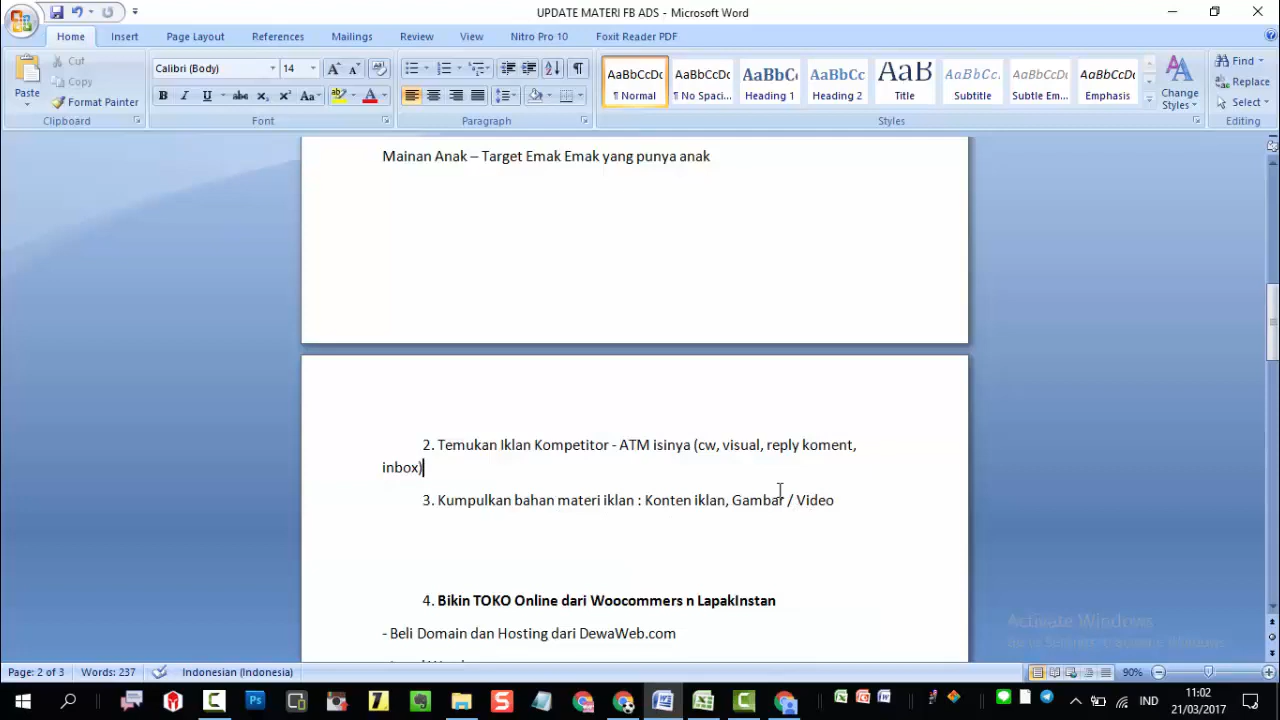 UPDATE MATERI FB ADS - Microsoft Word
Home Insert Page Layout References Mailings Review View Nitro Pro 10 Foxit Reader PDF
Paste
Cut
Copy
Format Painter
Clipboard
Calibri (Body) 14
Font
Paragraph
AaBbCcDc AaBbCcDc AaBbCc AaBbCc AaB AaBbCc. AaBbCcDc AaBbCcDc
¶ Normal ¶ No Spaci... Heading 1 Heading 2 Title Subtitle Subtle Em... Emphasis
Change Styles
Styles
Find
Replace
Select
Editing
Mainan Anak – Target Emak Emak yang punya anak
2. Temukan Iklan Kompetitor - ATM isinya (cw, visual, reply koment,
inbox)
3. Kumpulkan bahan materi iklan : Konten iklan, Gambar / Video
4. Bikin TOKO Online dari Woocommers n LapakInstan
- Beli Domain dan Hosting dari DewaWeb.com
Activate Windows
Page: 2 of 3 Words: 237 Indonesian (Indonesia) 90%
IND 11:02
21/03/2017